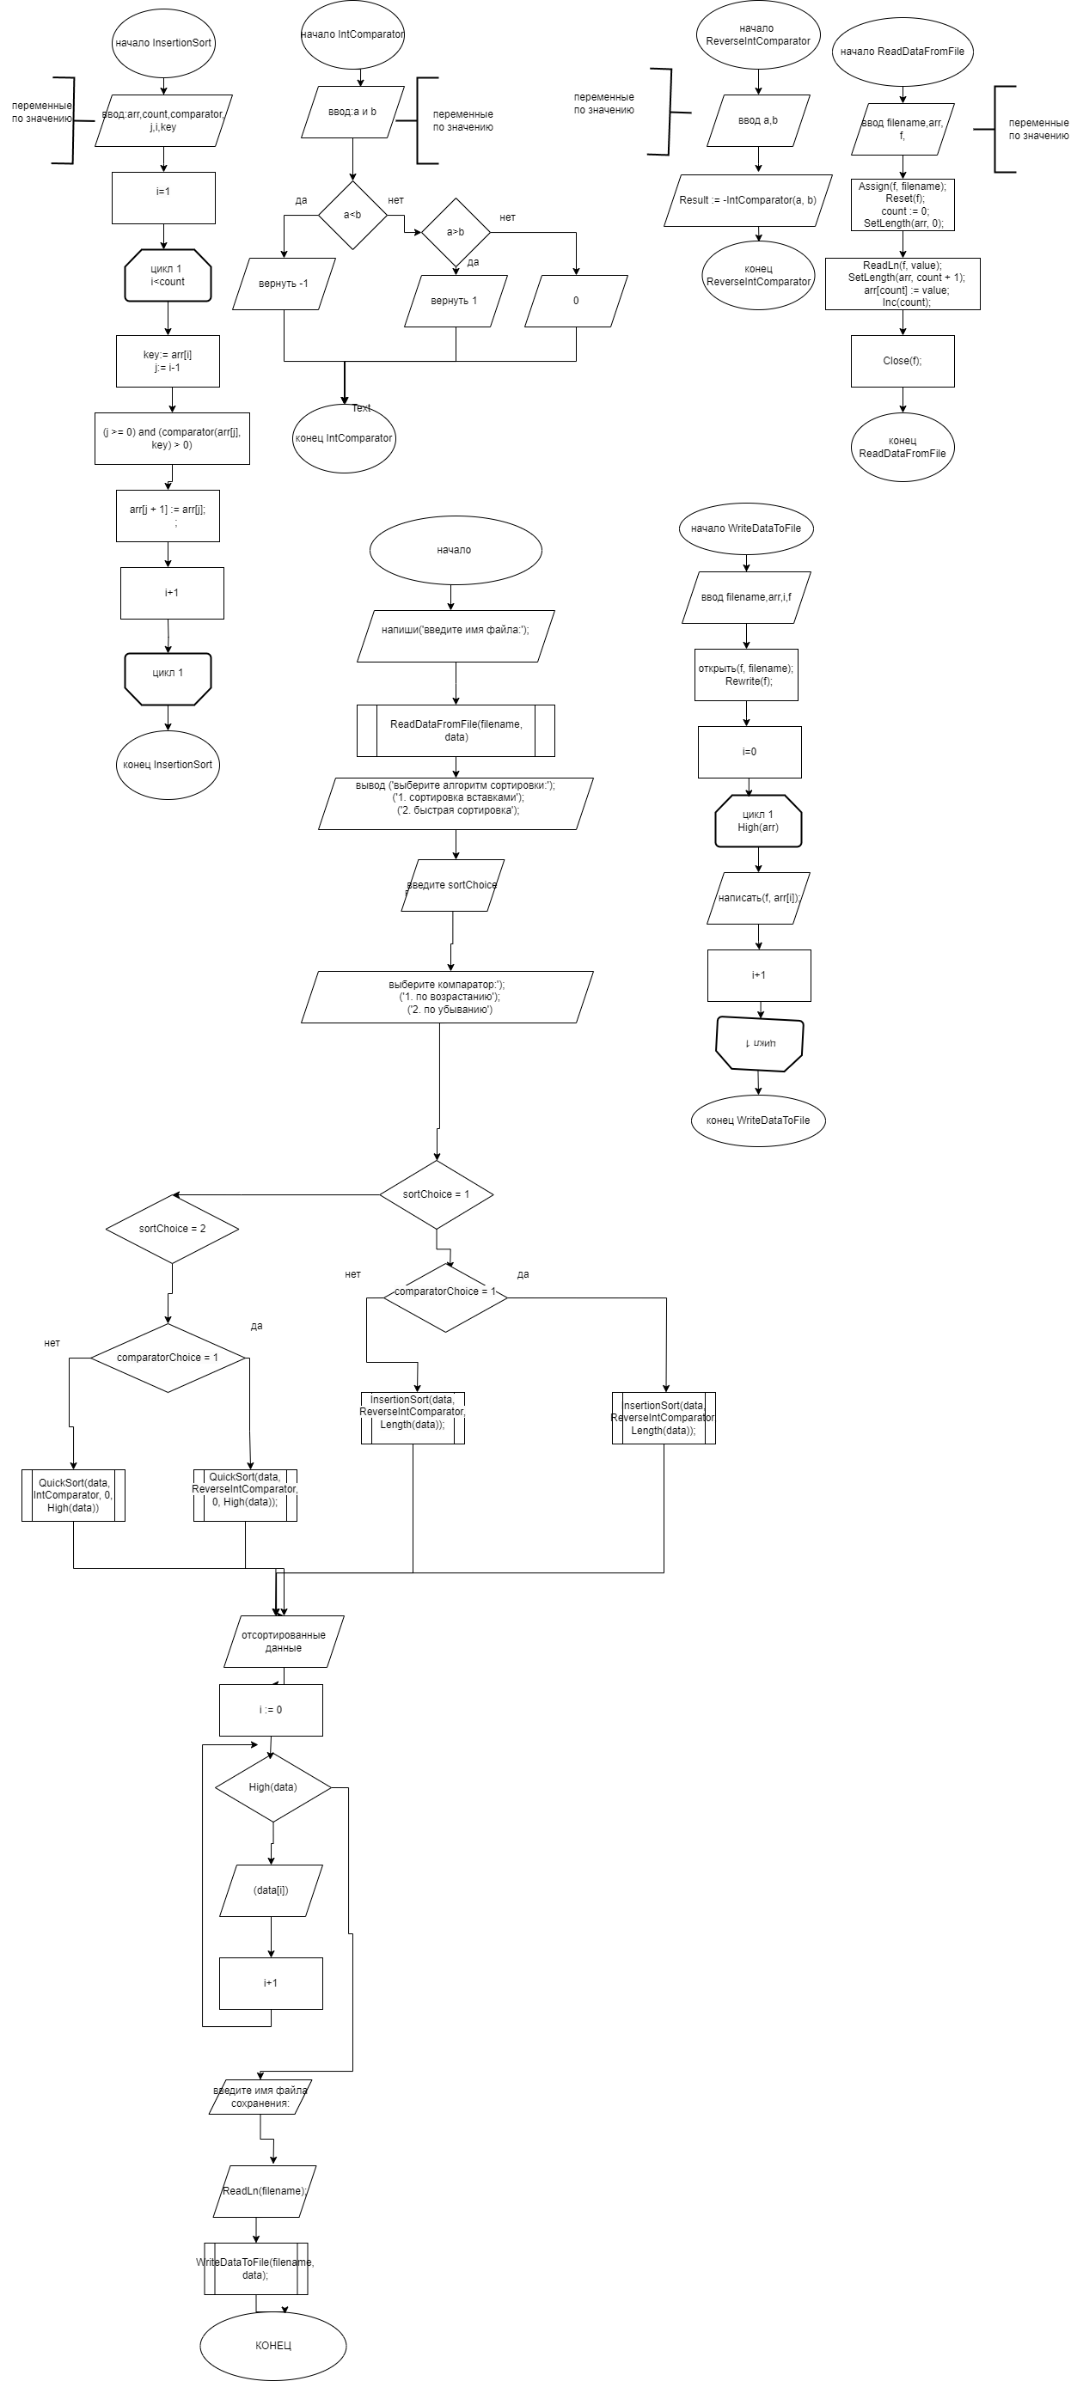 начало InsertionSort
переменные
по значению
ввод:arr,count,comparator,
j,i,key
i=1
цикл 1
i<count
key:= arr[i]
j:= i-1
(j >= 0) and (comparator(arr[j],
key) > 0)
arr[j + 1] := arr[j];
;
i+1
цикл 1
конец InsertionSort
начало IntComparator
ввод:a и b
переменные
по значению
да
a<b
нет
a>b
нет
да
вернуть -1
вернуть 1
0
Text
конец IntComparator
начало
ReverseIntComparator
переменные
по значению
ввод a,b
Result := -IntComparator(a, b)
конец
ReverseIntComparator
начало ReadDataFromFile
ввод filename,arr,
f,
переменные
по значению
Assign(f, filename);
Reset(f);
count := 0;
SetLength(arr, 0);
ReadLn(f, value);
SetLength(arr, count + 1);
arr[count] := value;
Inc(count);
Close(f);
конец
ReadDataFromFile
начало WriteDataToFile
ввод filename,arr,i,f
открыть(f, filename);
Rewrite(f);
i=0
цикл 1
High(arr)
написать(f, arr[i]);
i+1
цикл 1
конец WriteDataToFile
начало
напиши('введите имя файла:');
ReadDataFromFile(filename,
data)
вывод ('выберите алгоритм сортировки:');
('1. сортировка вставками');
('2. быстрая сортировка');
введите sortChoice
выберите компаратор:');
('1. по возрастанию');
('2. по убыванию')
sortChoice = 1
sortChoice = 2
нет
comparatorChoice = 1
да
нет
comparatorChoice = 1
да
InsertionSort(data,
ReverseIntComparator,
Length(data));
InsertionSort(data,
ReverseIntComparator,
Length(data));
QuickSort(data,
IntComparator, 0,
High(data))
QuickSort(data,
ReverseIntComparator,
0, High(data));
отсортированные
данные
i := 0
High(data)
(data[i])
i+1
введите имя файла
сохранения:
ReadLn(filename);
WriteDataToFile(filename,
data);
КОНЕЦ